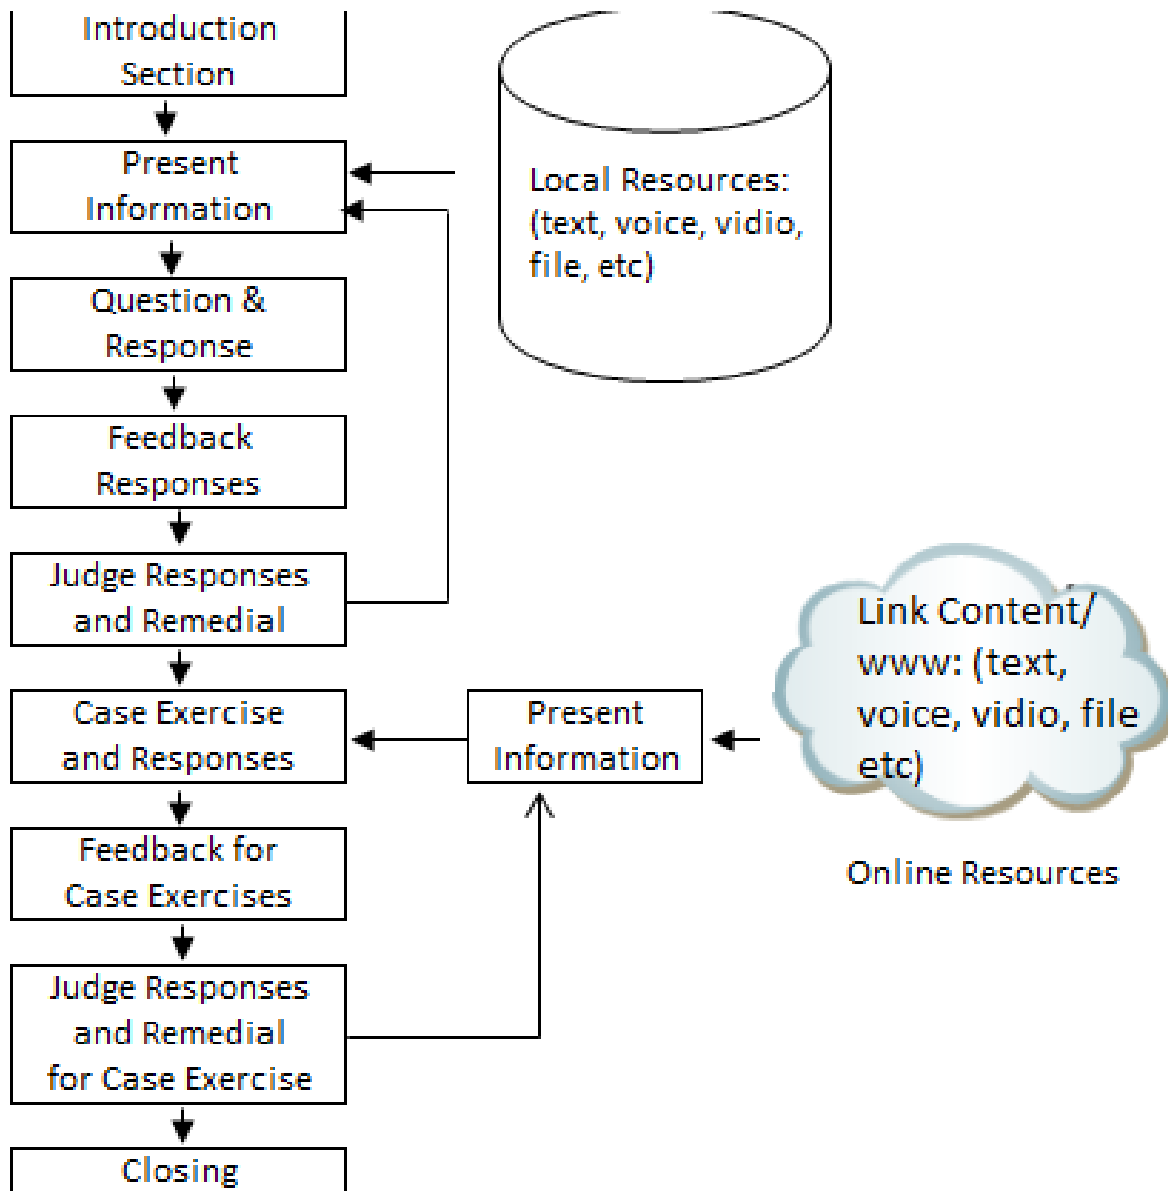 Introduction
Section
Present
Information
Local Resources:
(text, voice, vidio,
file, etc)
Question &
Response
Feedback
Responses
Judge Responses
and Remedial
Case Exercise
and Responses
Present
Information
Link Content/
www: (text,
voice, vidio, file
etc)
Online Resources
Feedback for
Case Exercises
Judge Responses
and Remedial
for Case Exercise
Closing